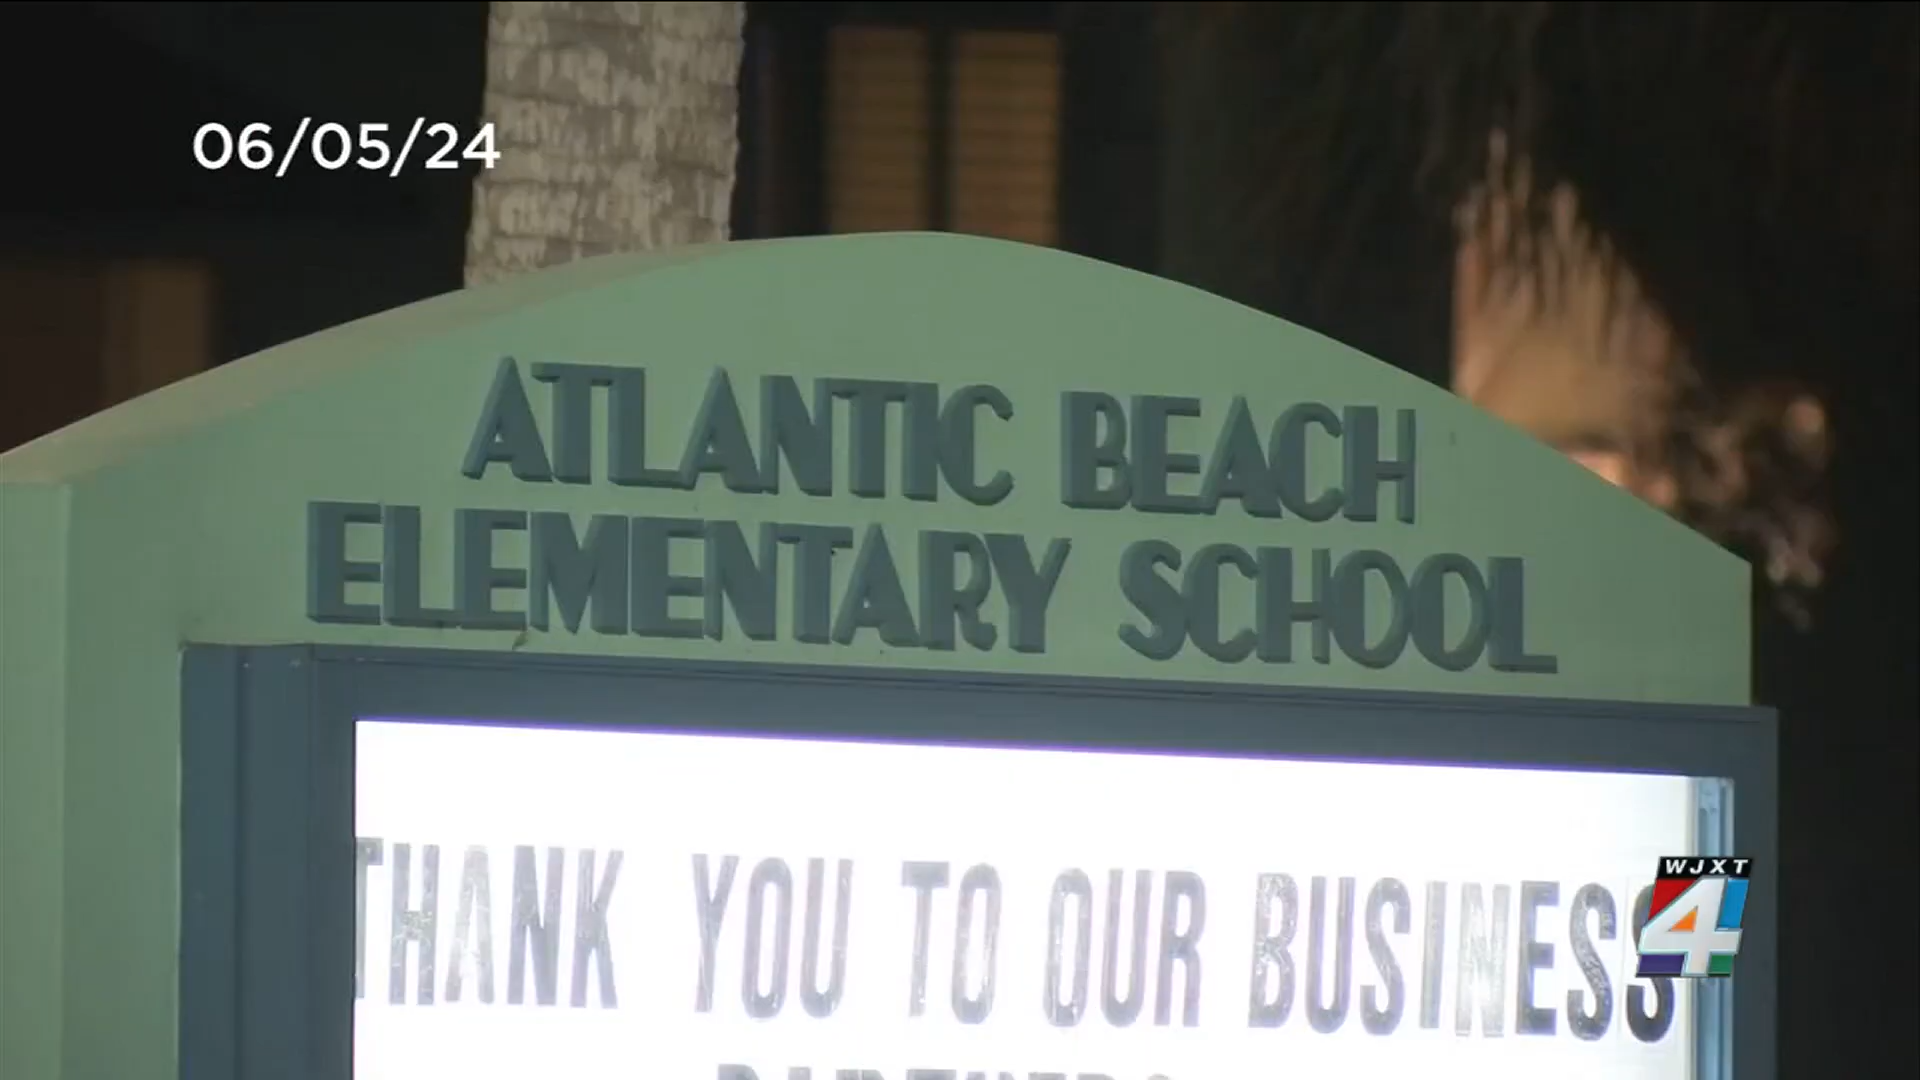 06/05/24
ATLANTIC BEACH
ELEMENTARY SCHOOL
THANK YOU TO OUR BUSINESS
WJXT
4